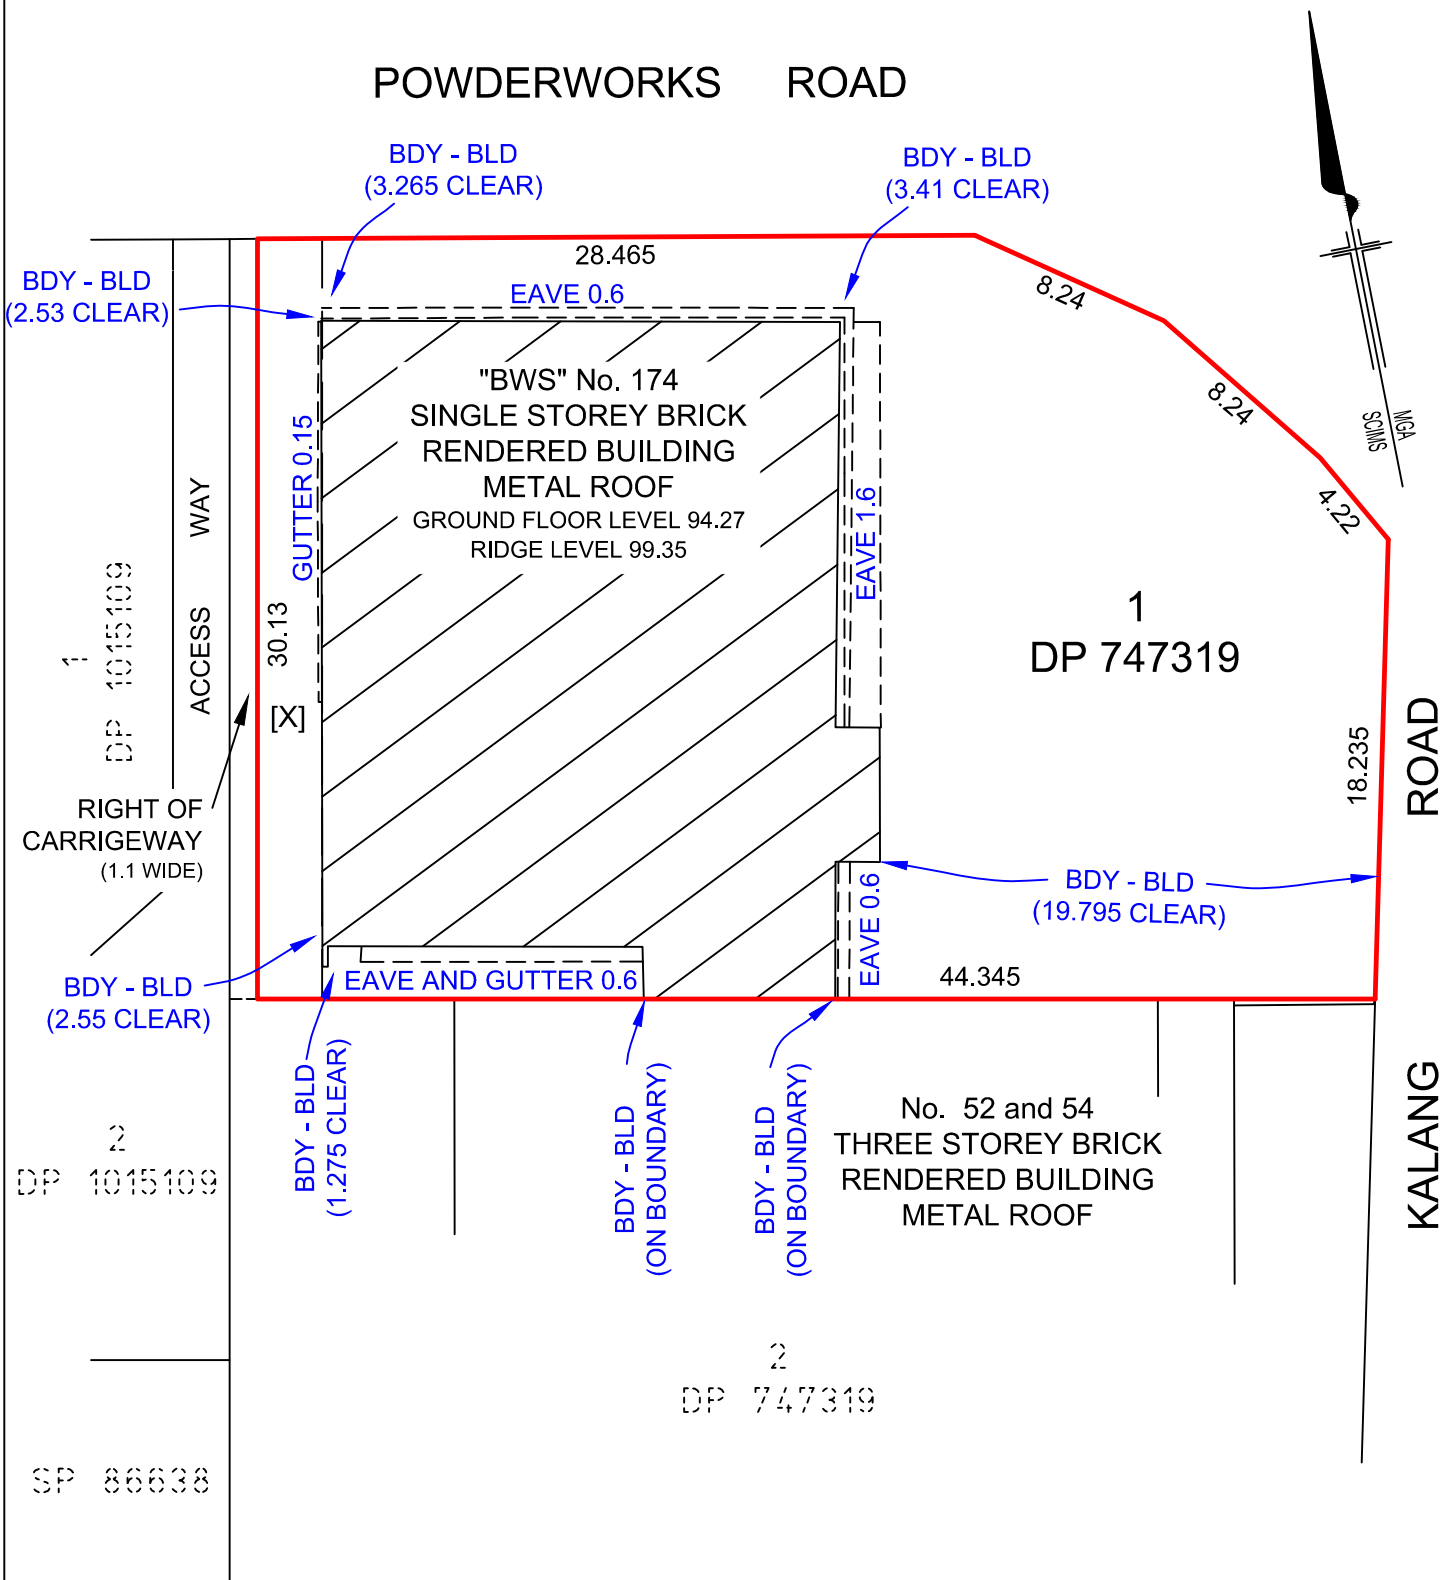 POWDERWORKS ROAD
BDY - BLD
(3.265 CLEAR)
BDY - BLD
(3.41 CLEAR)
BDY - BLD
(2.53 CLEAR)
28.465
EAVE 0.6
8.24
8.24
4.22
MGA
SCIMS
"BWS" No. 174
SINGLE STOREY BRICK
RENDERED BUILDING
METAL ROOF
GROUND FLOOR LEVEL 94.27
RIDGE LEVEL 99.35
GUTTER 0.15
EAVE 1.6
ACCESS WAY
1
DP 1015109
30.13
[X]
1
DP 747319
18.235
KALANG ROAD
RIGHT OF
CARRIGEWAY
(1.1 WIDE)
BDY - BLD
(19.795 CLEAR)
EAVE 0.6
44.345
EAVE AND GUTTER 0.6
BDY - BLD
(2.55 CLEAR)
BDY - BLD
(1.275 CLEAR)
BDY - BLD
(ON BOUNDARY)
BDY - BLD
(ON BOUNDARY)
No. 52 and 54
THREE STOREY BRICK
RENDERED BUILDING
METAL ROOF
2
DP 1015109
2
DP 747319
SP 86638